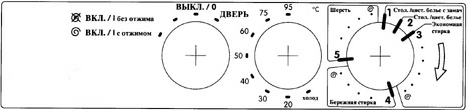 ВЫКЛ. / 0
ВКЛ. / I без отжима
ВКЛ. / I с отжимом
ДВЕРЬ
95
°C
75
60
50
40
30
20
холод
Шерсть
Стол./цвет. белье с замач
Стол./цвет. белье
Экономная
стирка
1
2
3
4
5
Бережная стирка